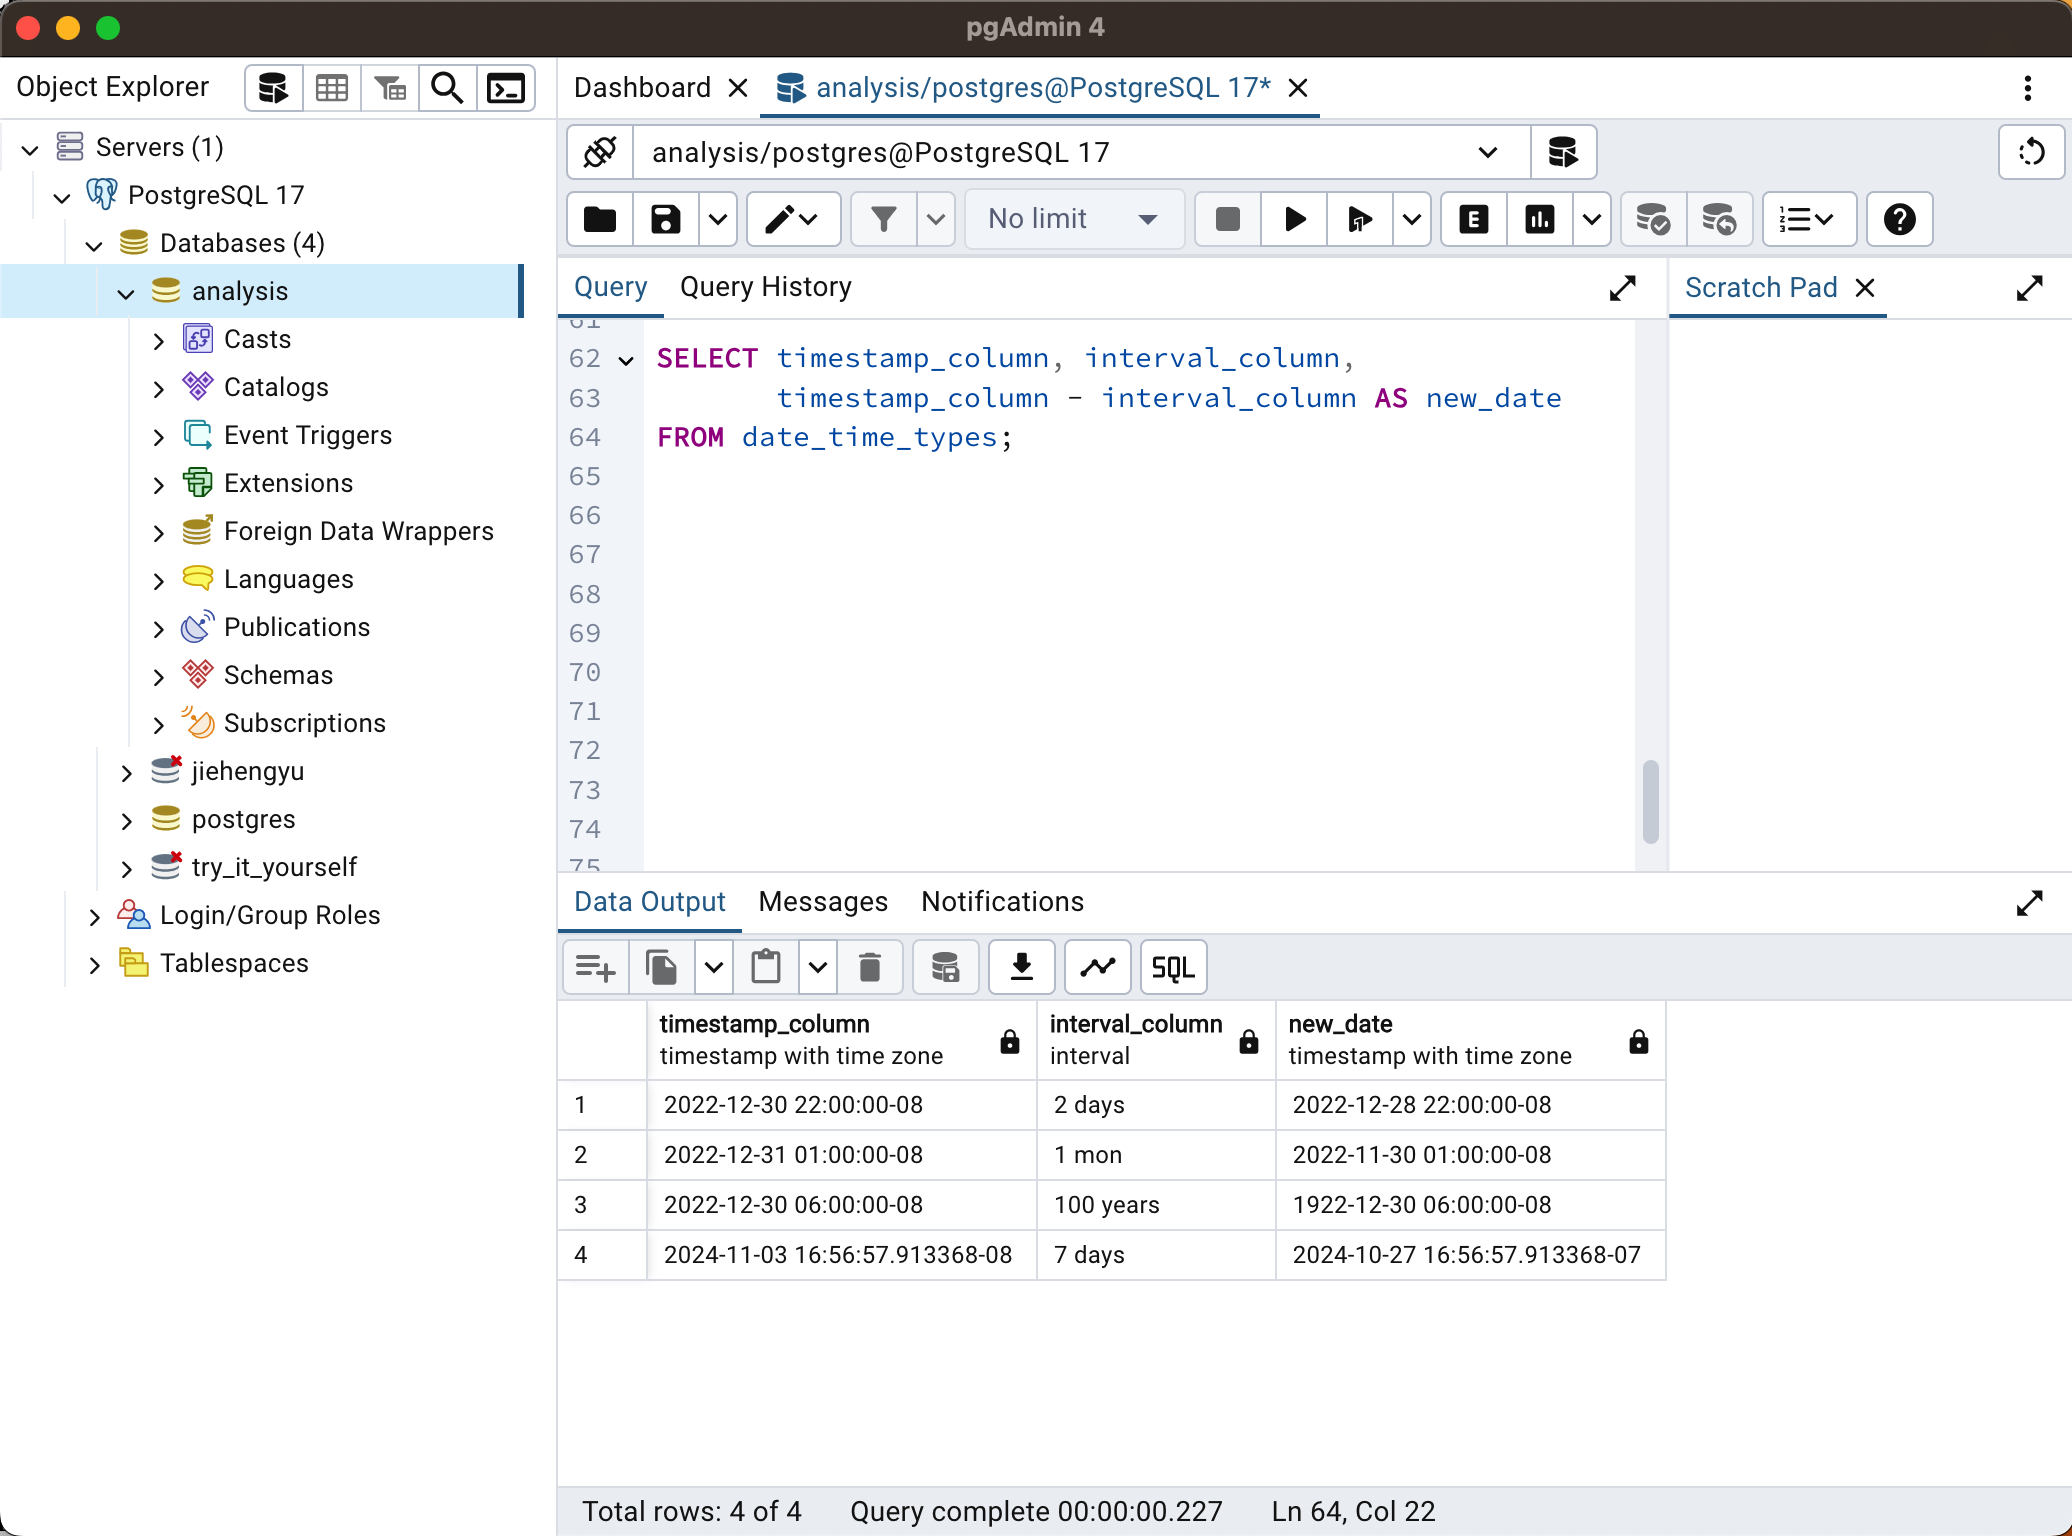 pgAdmin 4
Object Explorer
Servers (1)
PostgreSQL 17
Databases (4)
analysis
Casts
Catalogs
Event Triggers
Extensions
Foreign Data Wrappers
Languages
Publications
Schemas
Subscriptions
jiehengyu
postgres
try_it_yourself
Login/Group Roles
Tablespaces
Dashboard
analysis/postgres@PostgreSQL 17*
analysis/postgres@PostgreSQL 17
No limit
E
Query
Query History
Scratch Pad
61
62 SELECT timestamp_column, interval_column,
63 timestamp_column - interval_column AS new_date
64 FROM date_time_types;
65
66
67
68
69
70
71
72
73
74
75
Data Output
Messages
Notifications
SQL
timestamp_column interval_column new_date
timestamp with time zone interval timestamp with time zone
1 2022-12-30 22:00:00-08 2 days 2022-12-28 22:00:00-08
2 2022-12-31 01:00:00-08 1 mon 2022-11-30 01:00:00-08
3 2022-12-30 06:00:00-08 100 years 1922-12-30 06:00:00-08
4 2024-11-03 16:56:57.913368-08 7 days 2024-10-27 16:56:57.913368-07
Total rows: 4 of 4 Query complete 00:00:00.227 Ln 64, Col 22